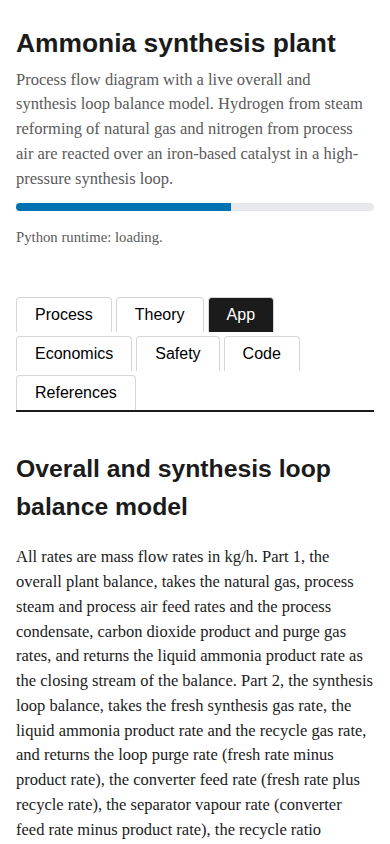 Ammonia synthesis plant
Process flow diagram with a live overall and
synthesis loop balance model. Hydrogen from steam
reforming of natural gas and nitrogen from process
air are reacted over an iron-based catalyst in a high-
pressure synthesis loop.
Python runtime: loading.
Process Theory App
Economics Safety Code
References
Overall and synthesis loop
balance model
All rates are mass flow rates in kg/h. Part 1, the
overall plant balance, takes the natural gas, process
steam and process air feed rates and the process
condensate, carbon dioxide product and purge gas
rates, and returns the liquid ammonia product rate as
the closing stream of the balance. Part 2, the synthesis
loop balance, takes the fresh synthesis gas rate, the
liquid ammonia product rate and the recycle gas rate,
and returns the loop purge rate (fresh rate minus
product rate), the converter feed rate (fresh rate plus
recycle rate), the separator vapour rate (converter
feed rate minus product rate), the recycle ratio